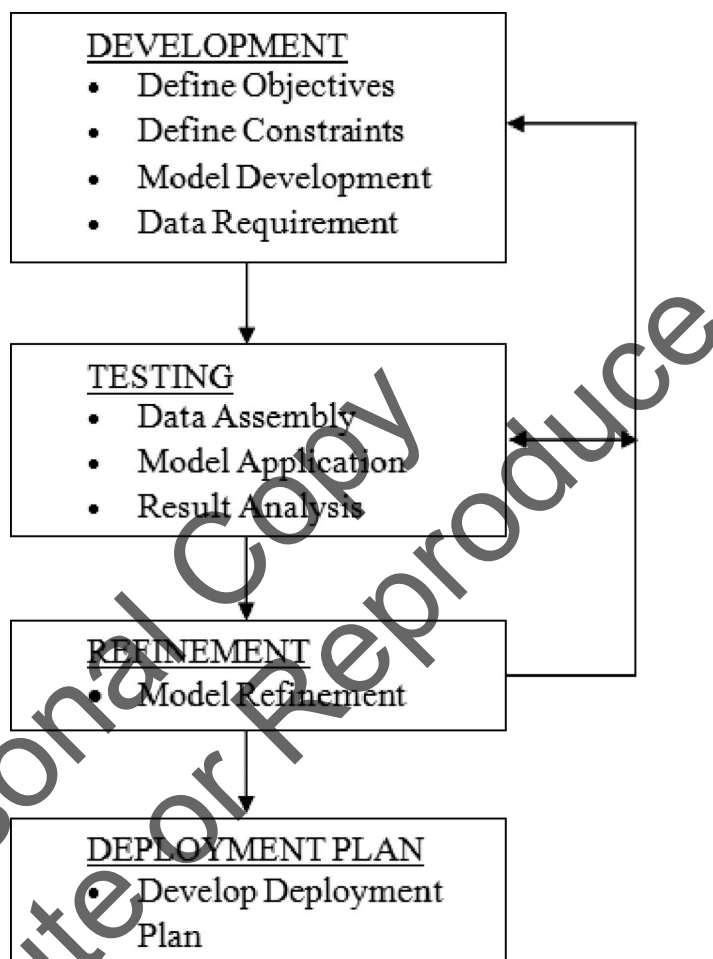 DEVELOPMENT
• Define Objectives
• Define Constraints
• Model Development
• Data Requirement
TESTING
• Data Assembly
• Model Application
• Result Analysis
REFINEMENT
• Model Refinement
DEPLOYMENT PLAN
• Develop Deployment
Plan
Copy
or Reproduce